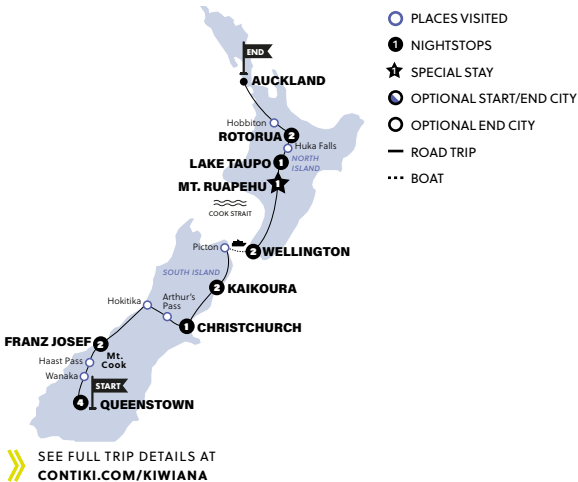 END
AUCKLAND
Hobbiton
ROTORUA 2
Huka Falls
LAKE TAUPO 1
NORTH
ISLAND
MT. RUAPEHU 1
COOK STRAIT
Picton
2 WELLINGTON
SOUTH ISLAND
2 KAIKOURA
Hokitika
Arthur's
Pass
1 CHRISTCHURCH
FRANZ JOSEF 2
Mt.
Cook
Haast Pass
Wanaka
START
4 QUEENSTOWN
PLACES VISITED
1 NIGHTSTOPS
1 SPECIAL STAY
OPTIONAL START/END CITY
OPTIONAL END CITY
ROAD TRIP
BOAT
SEE FULL TRIP DETAILS AT
CONTIKI.COM/KIWIANA